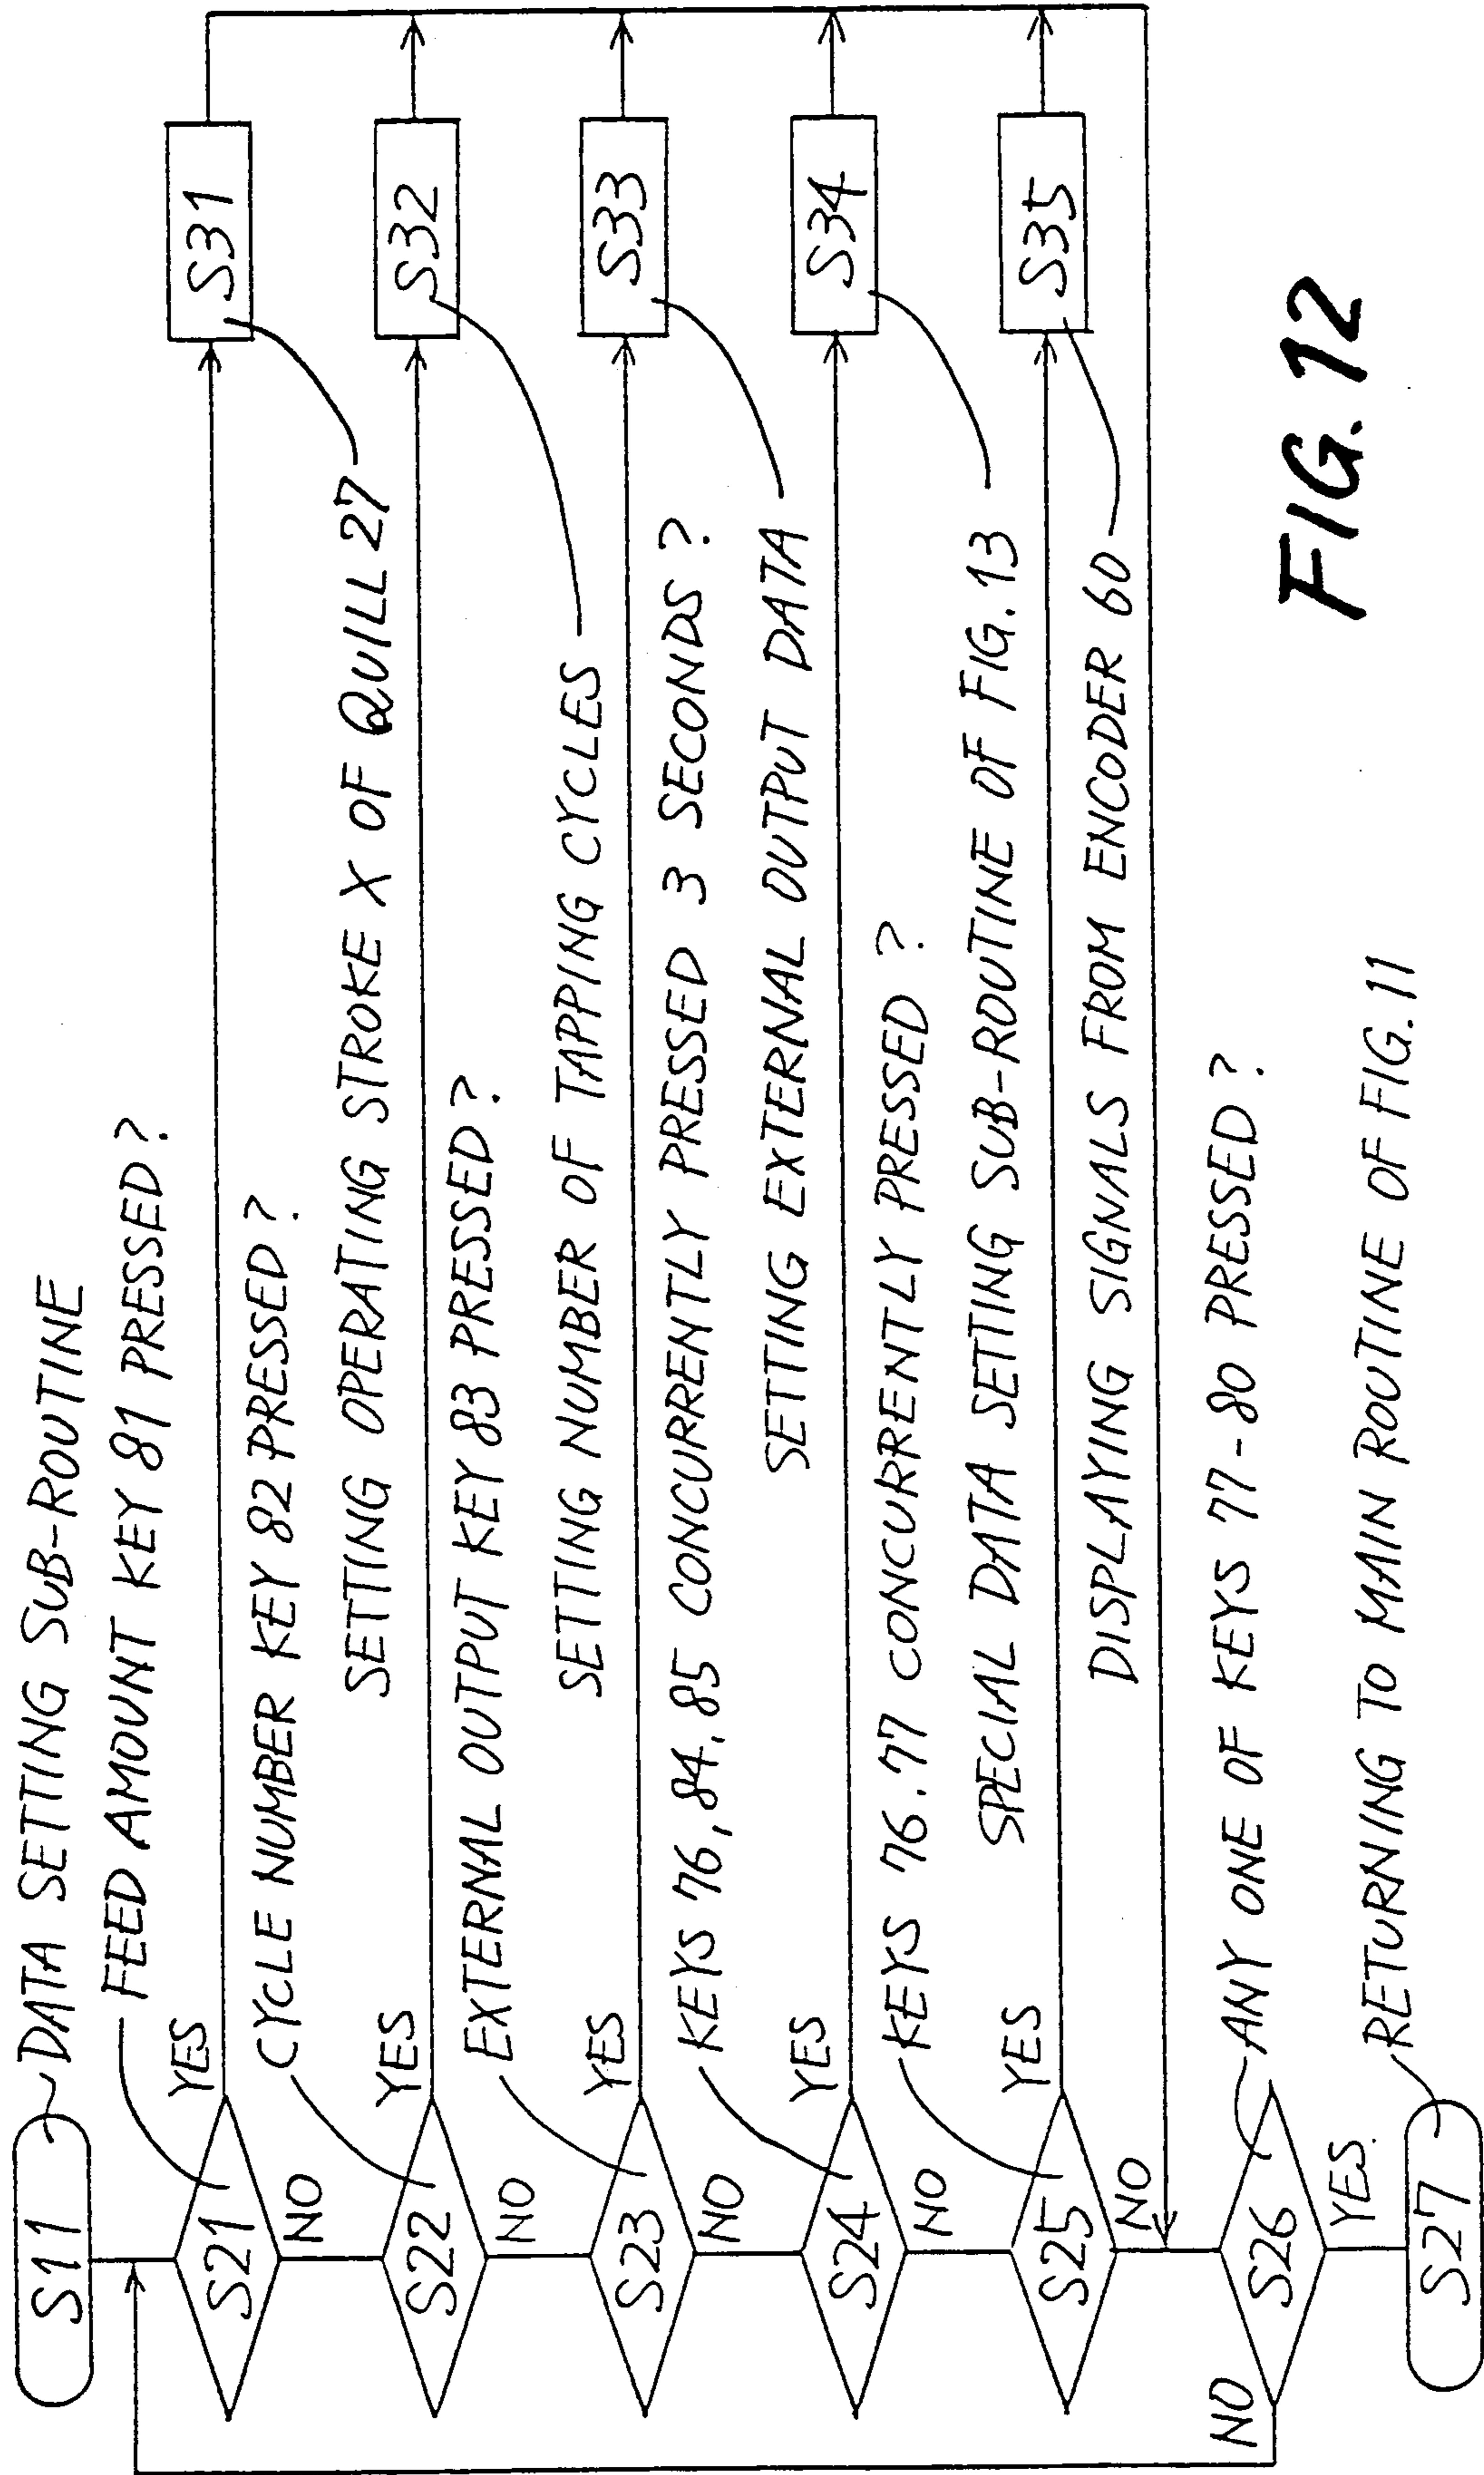 S11
DATA SETTING SUB-ROUTINE
FEED AMOUNT KEY 81 PRESSED?
S21
YES
S31
NO
CYCLE NUMBER KEY 82 PRESSED?
SETTING OPERATING STROKE X OF QUILL 27
S22
YES
S32
NO
EXTERNAL OUTPUT KEY 83 PRESSED?
SETTING NUMBER OF TAPPING CYCLES
S23
YES
S33
NO
KEYS 76,84,85 CONCURRENTLY PRESSED 3 SECONDS?
SETTING EXTERNAL OUTPUT DATA
S24
YES
S34
NO
KEYS 76.77 CONCURRENTLY PRESSED?
SPECIAL DATA SETTING SUB-ROUTINE OF FIG.13
S25
YES
S35
NO
DISPLAYING SIGNALS FROM ENCODER 60
ANY ONE OF KEYS 77-80 PRESSED?
NO
S26
YES.
S27
RETURNING TO MAIN ROUTINE OF FIG.11
FIG. 12